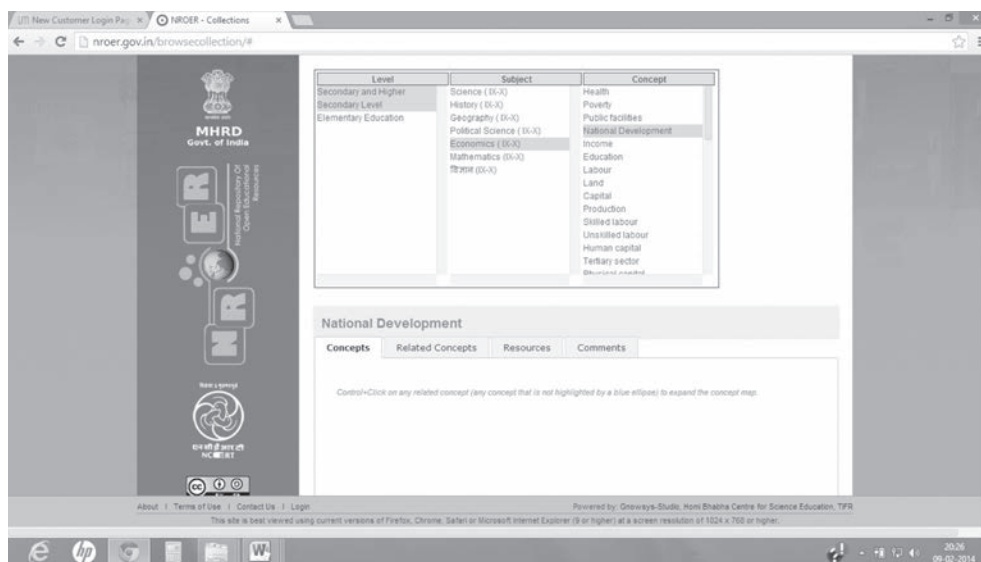 UTI New Customer Login Pag
NROER - Collections
nroer.gov.in/browsecollection/#
MHRD
Govt. of India
National Repository Of
Open Educational
Resources
NROER
एन सी ई आर टी
NCERT
Level
Secondary and Higher
Secondary Level
Elementary Education
Subject
Science (IX-X)
History (IX-X)
Geography (IX-X)
Political Science (IX-X)
Economics (IX-X)
Mathematics (IX-X)
विज्ञान (IX-X)
Concept
Health
Poverty
Public facilities
National Development
Income
Education
Labour
Land
Capital
Production
Skilled labour
Unskilled labour
Human capital
Tertiary sector
Physical capital
National Development
Concepts Related Concepts Resources Comments
Control+Click on any related concept (any concept that is not highlighted by a blue ellipse) to expand the concept map.
About | Terms of Use | Contact Us | Login
Powered by: Gnowsys-Studio, Homi Bhabha Centre for Science Education, TIFR
This site is best viewed using current versions of Firefox, Chrome, Safari or Microsoft Internet Explorer (9 or higher) at a screen resolution of 1024 x 768 or higher.
hp
W
20:26
09-02-2014